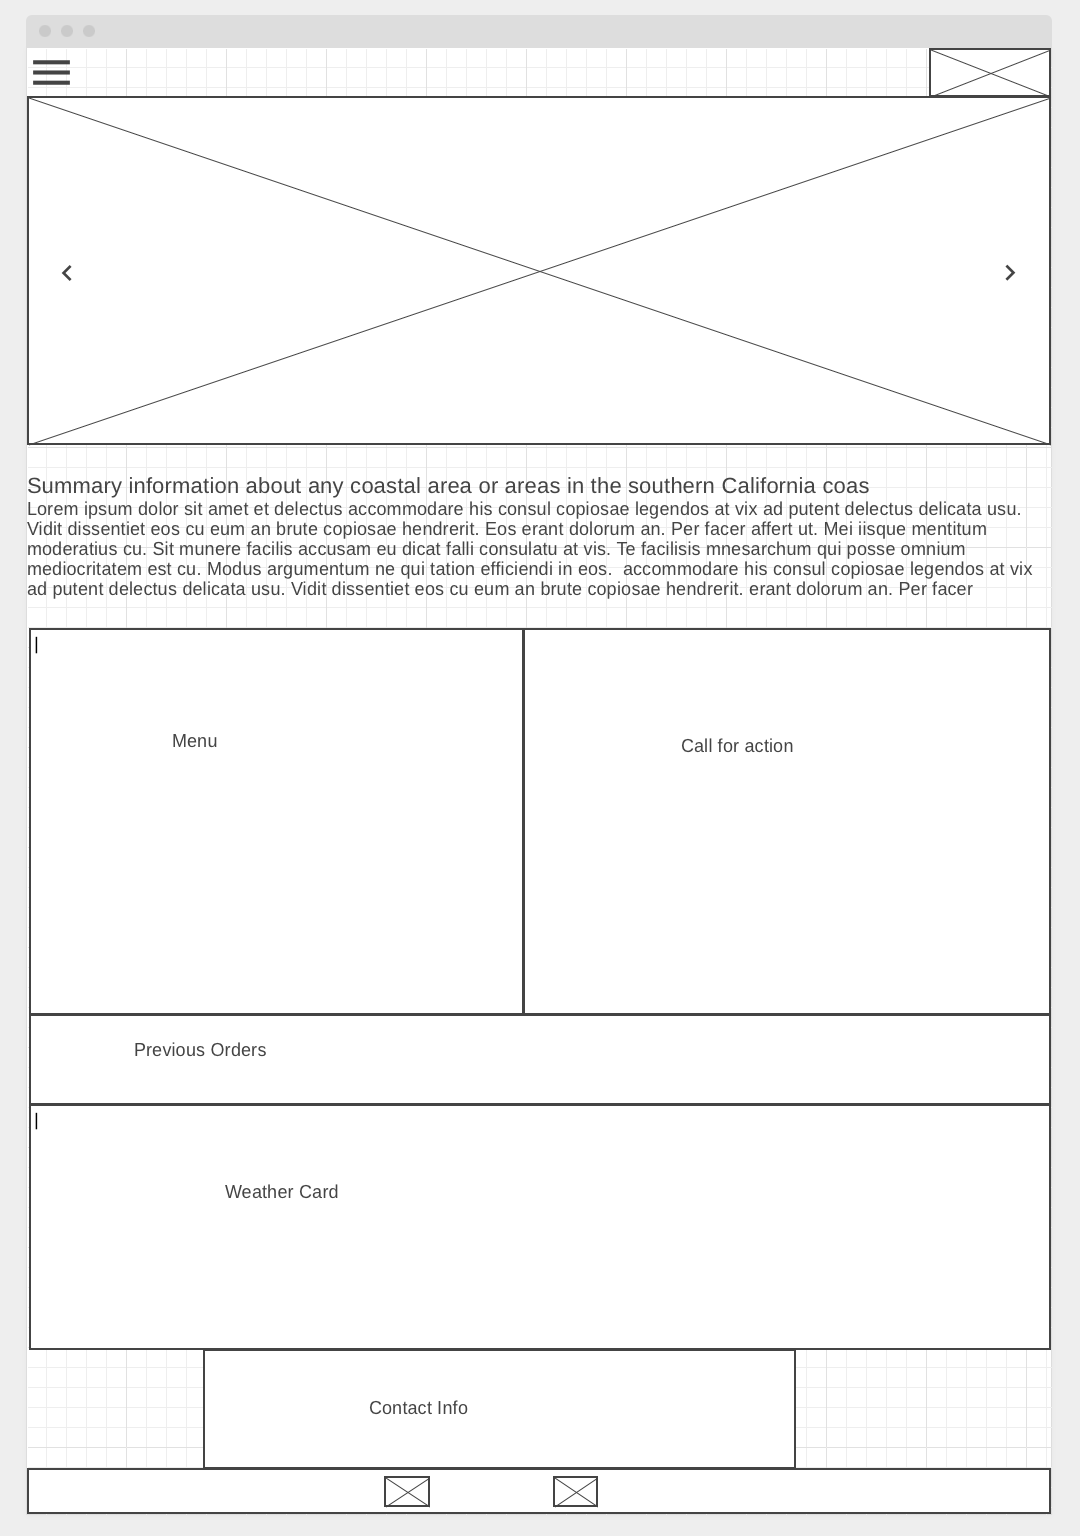 Summary information about any coastal area or areas in the southern California coas
Lorem ipsum dolor sit amet et delectus accommodare his consul copiosae legendos at vix ad putent delectus delicata usu.
Vidit dissentiet eos cu eum an brute copiosae hendrerit. Eos erant dolorum an. Per facer affert ut. Mei iisque mentitum
moderatius cu. Sit munere facilis accusam eu dicat falli consulatu at vis. Te facilisis mnesarchum qui posse omnium
mediocritatem est cu. Modus argumentum ne qui tation efficiendi in eos.  accommodare his consul copiosae legendos at vix
ad putent delectus delicata usu. Vidit dissentiet eos cu eum an brute copiosae hendrerit. erant dolorum an. Per facer
Menu
Call for action
Previous Orders
Weather Card
Contact Info